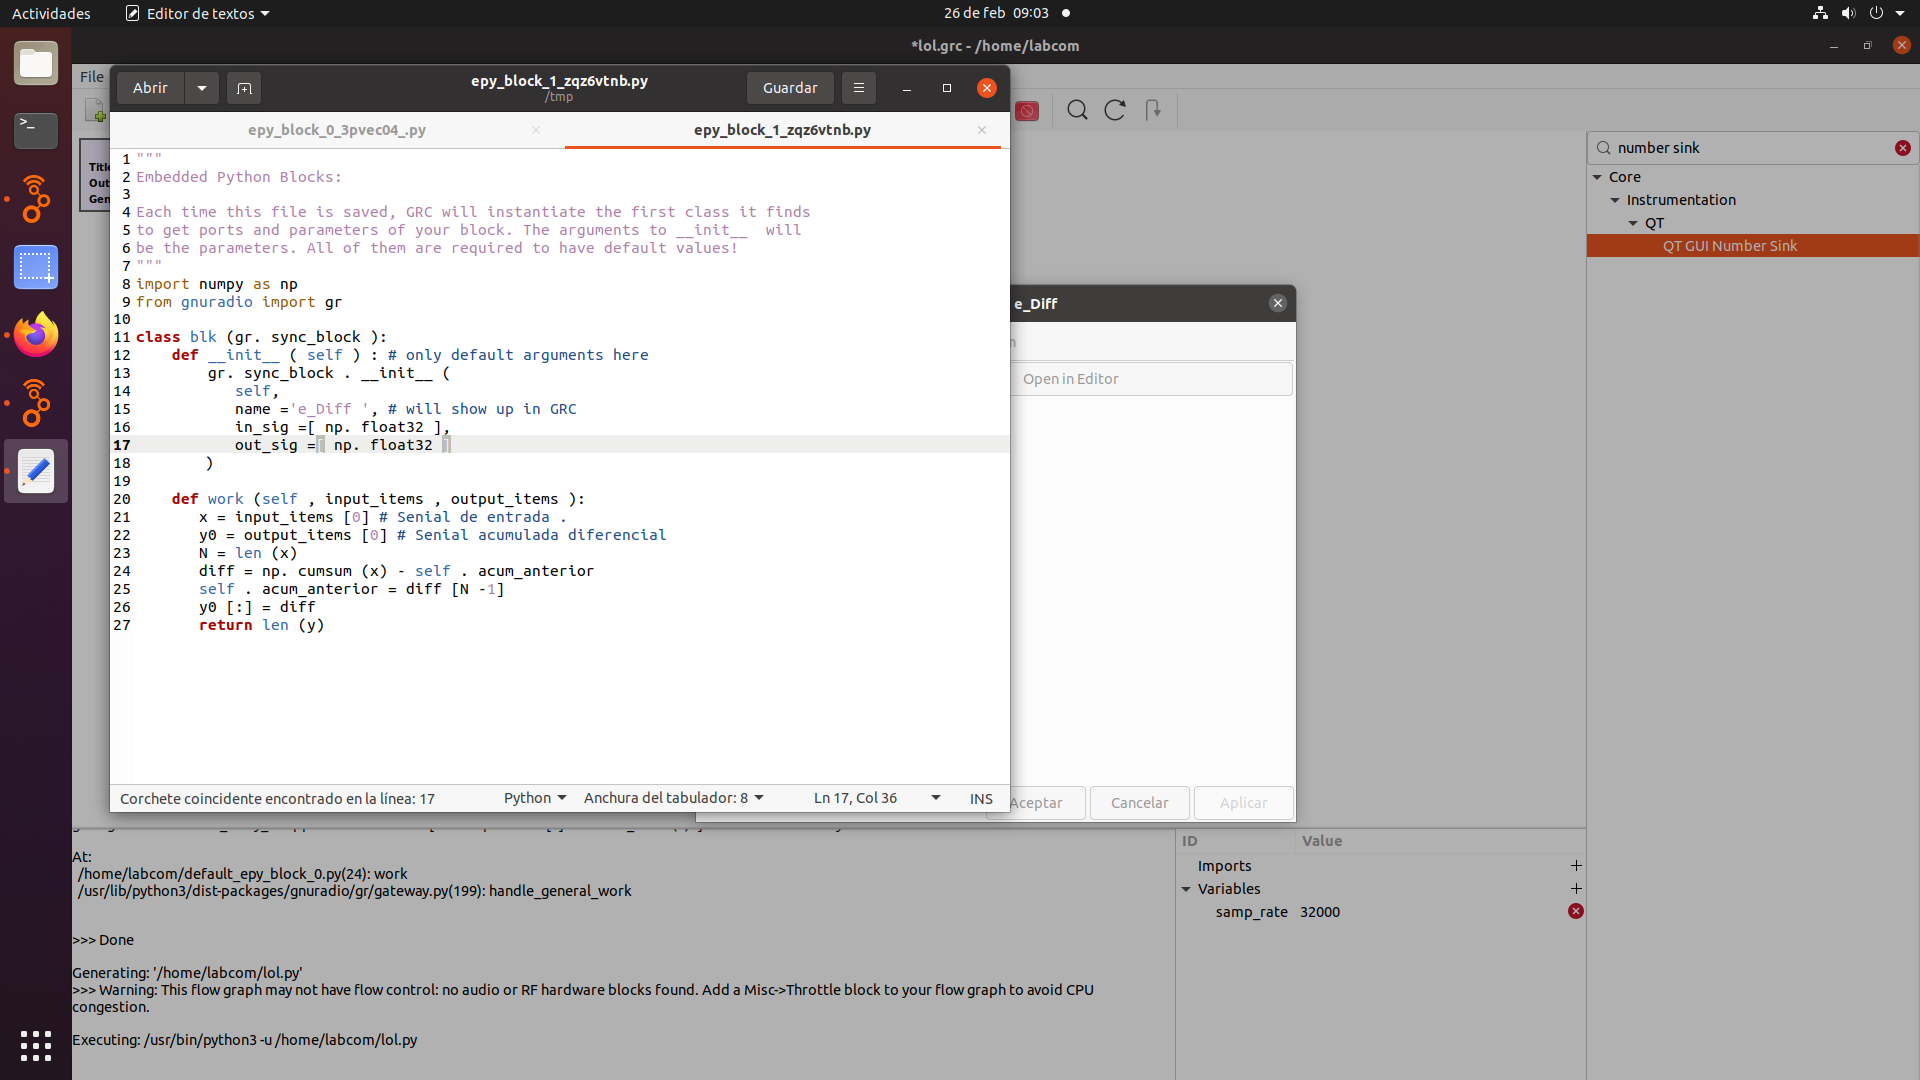 Actividades
Editor de textos
26 de feb 09:03
*lol.grc - /home/labcom
File
Abrir
epy_block_1_zqz6vtnb.py
/tmp
Guardar
epy_block_0_3pvec04_.py
epy_block_1_zqz6vtnb.py
Title
Out
Gen
1 """
2 Embedded Python Blocks:
3
4 Each time this file is saved, GRC will instantiate the first class it finds
5 to get ports and parameters of your block. The arguments to __init__  will
6 be the parameters. All of them are required to have default values!
7 """
8 import numpy as np
9 from gnuradio import gr
10
11 class blk (gr. sync_block ):
12     def __init__ ( self ) : # only default arguments here
13         gr. sync_block . __init__ (
14            self,
15            name ='e_Diff ', # will show up in GRC
16            in_sig =[ np. float32 ],
17            out_sig =[ np. float32 ]
18         )
19
20     def work (self , input_items , output_items ):
21        x = input_items [0] # Senial de entrada .
22        y0 = output_items [0] # Senial acumulada diferencial
23        N = len (x)
24        diff = np. cumsum (x) - self . acum_anterior
25        self . acum_anterior = diff [N -1]
26        y0 [:] = diff
27        return len (y)
Corchete coincidente encontrado en la línea: 17
Python
Anchura del tabulador: 8
Ln 17, Col 36
INS
e_Diff
n
Open in Editor
Aceptar
Cancelar
Aplicar
number sink
Core
Instrumentation
QT
QT GUI Number Sink
At:
/home/labcom/default_epy_block_0.py(24): work
/usr/lib/python3/dist-packages/gnuradio/gr/gateway.py(199): handle_general_work
>>> Done
Generating: '/home/labcom/lol.py'
>>> Warning: This flow graph may not have flow control: no audio or RF hardware blocks found. Add a Misc->Throttle block to your flow graph to avoid CPU
congestion.
Executing: /usr/bin/python3 -u /home/labcom/lol.py
ID
Value
Imports
Variables
samp_rate
32000